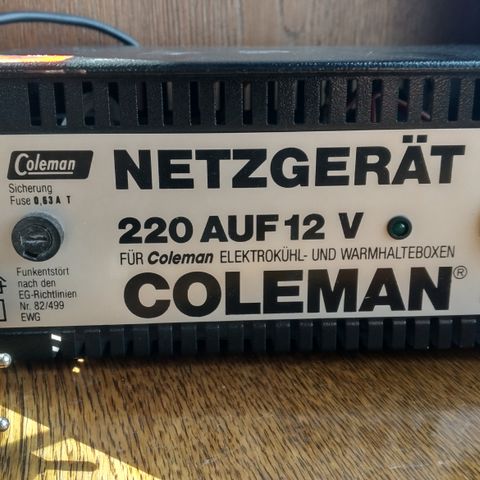 Coleman
NETZGERÄT
Sicherung
Fuse 0,63 A T
220 AUF 12 V
FÜR Coleman ELEKTROKÜHL- UND WARMHALTEBOXEN
COLEMAN®
Funkentstört
nach den
EG-Richtlinien
Nr. 82/499
EWG